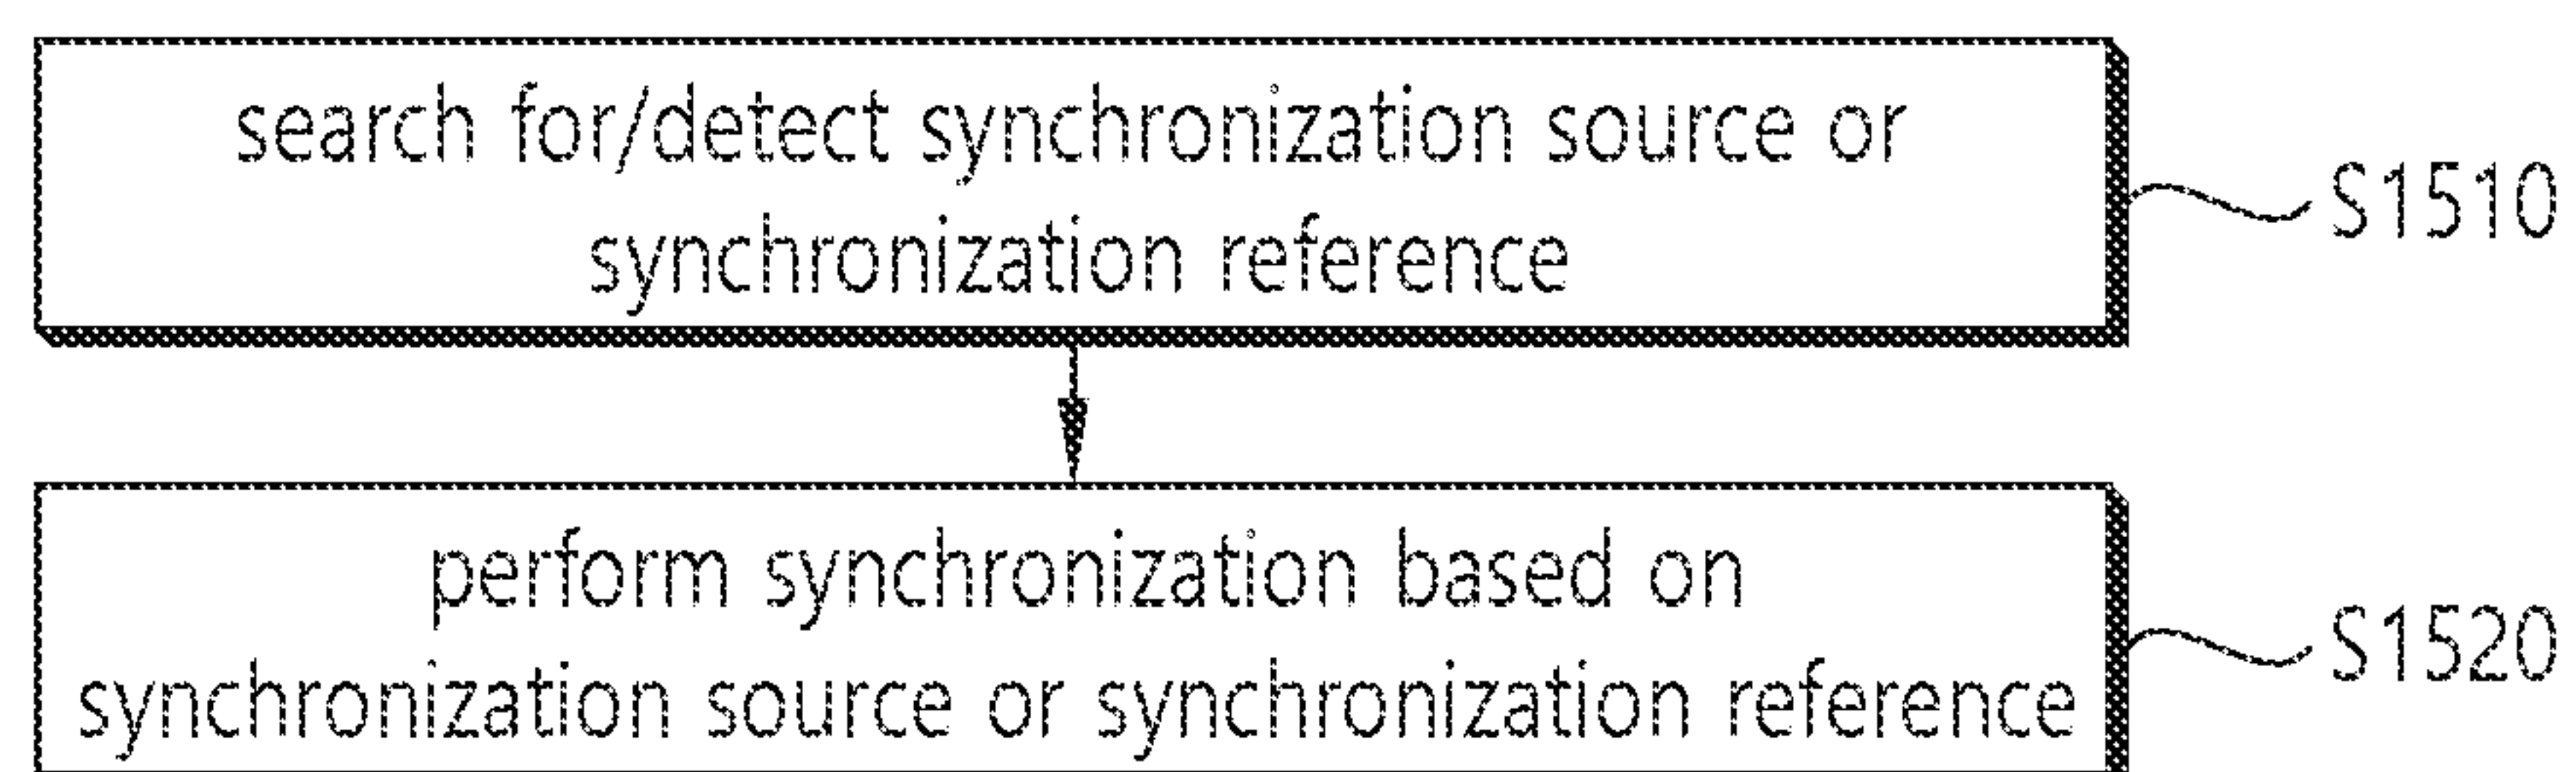 search for/detect synchronization source or
synchronization reference
S1510
perform synchronization based on
synchronization source or synchronization reference
S1520